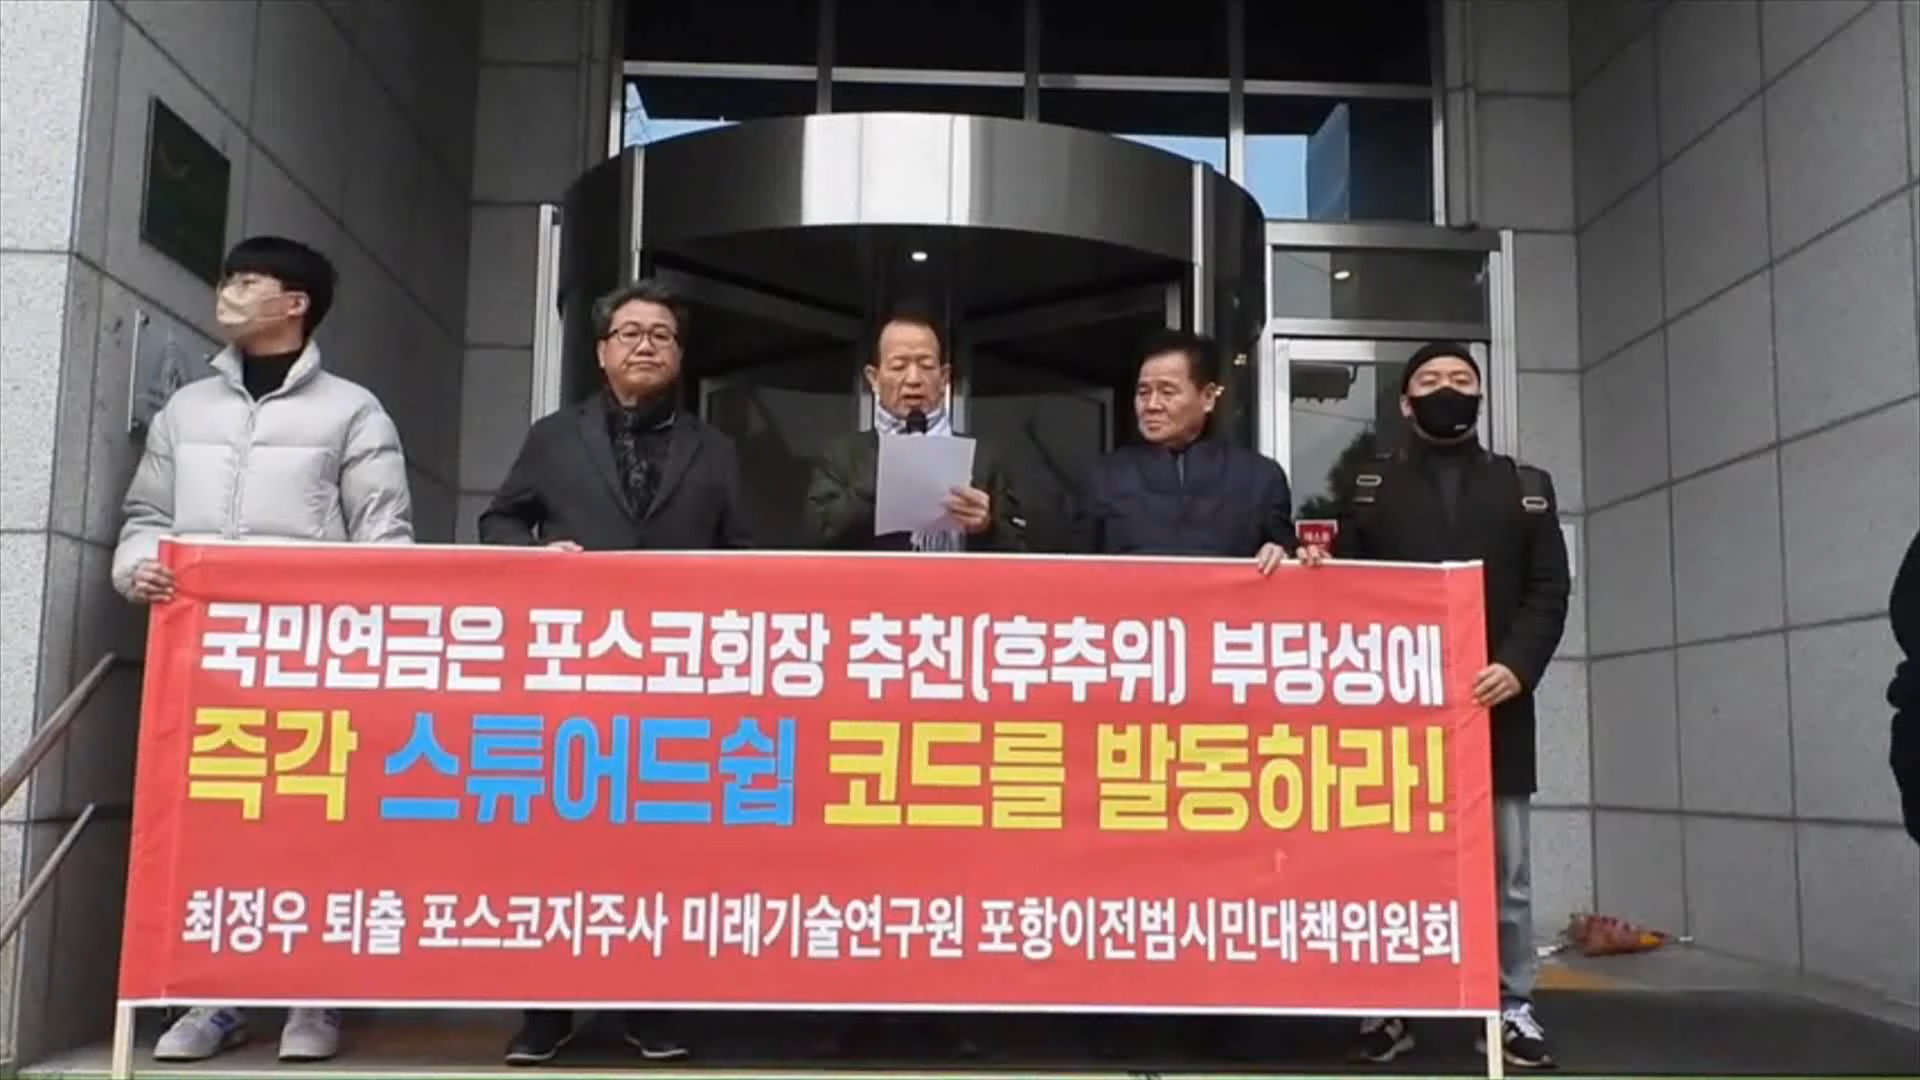 국민연금은 포스코회장 추천(후추위) 부당성에
즉각 스튜어드쉽 코드를 발동하라!
최정우 퇴출 포스코지주사 미래기술연구원 포항이전범시민대책위원회